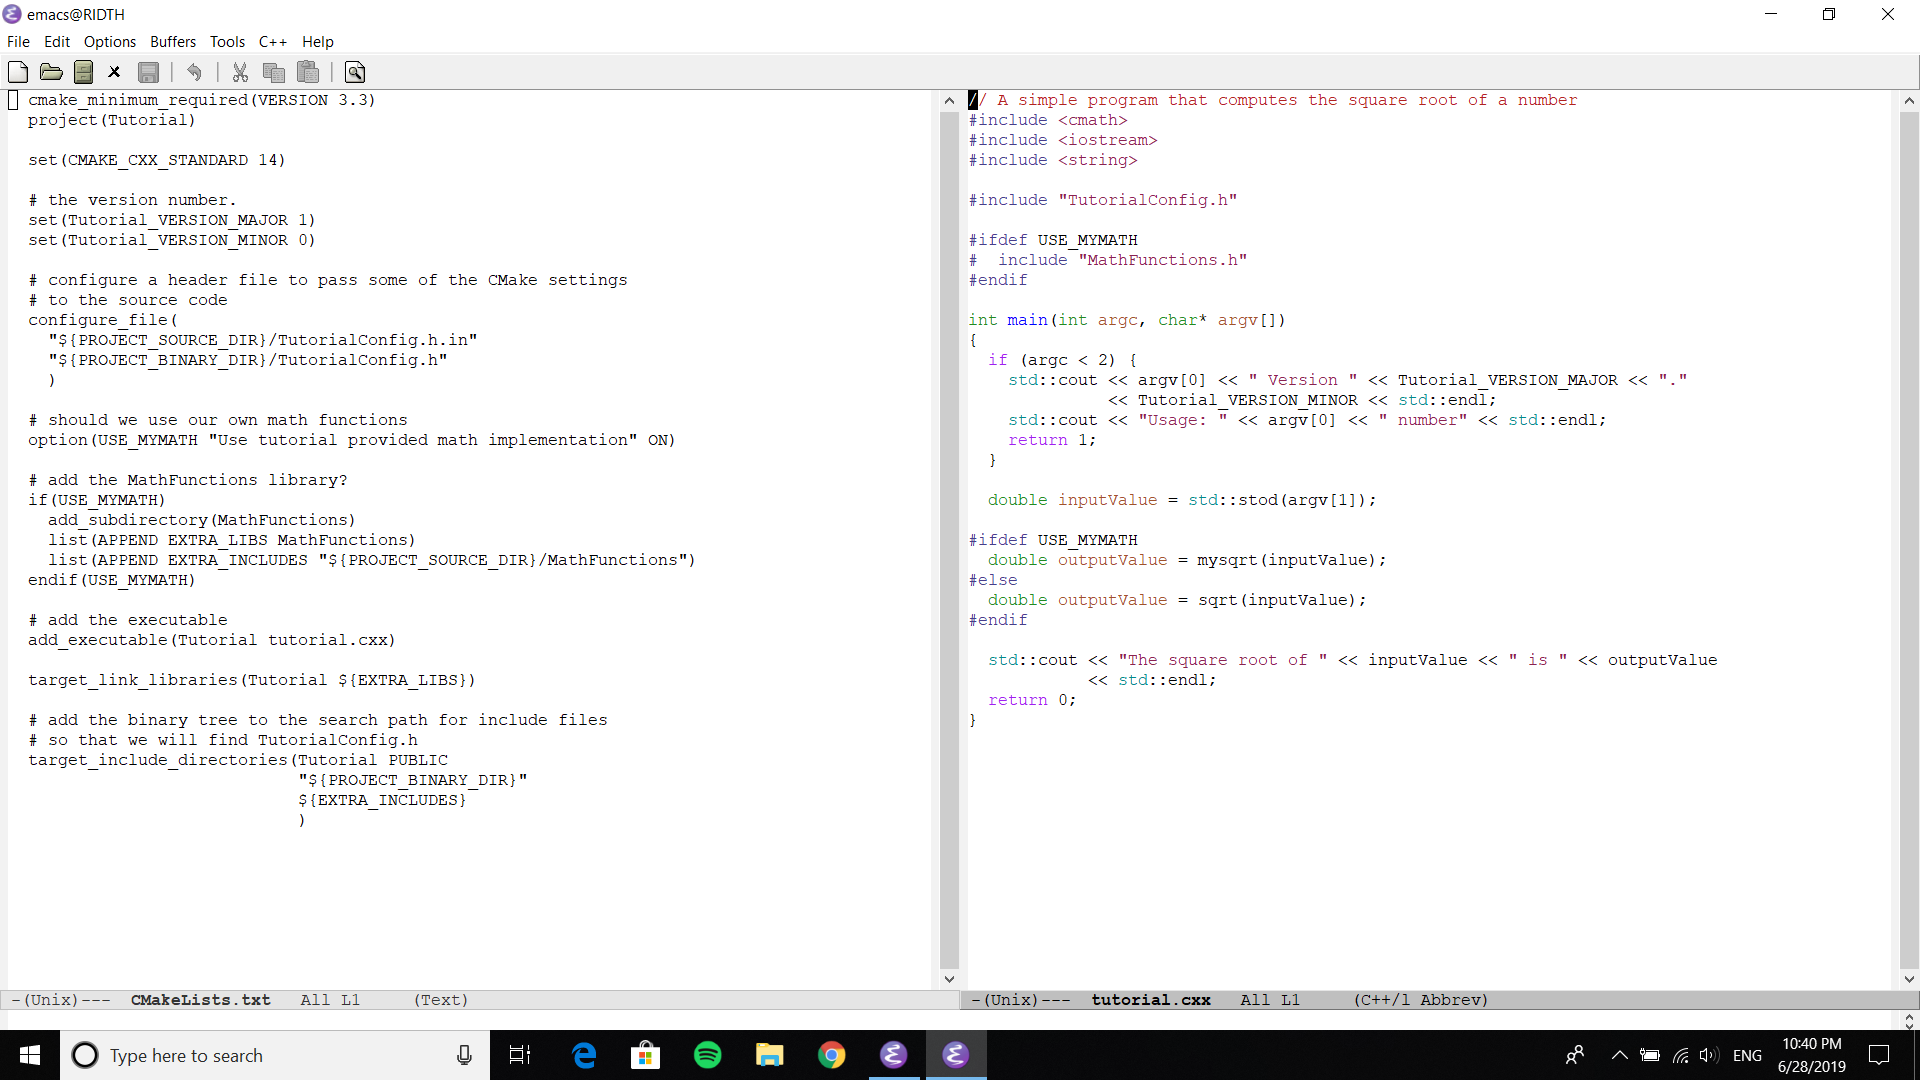 emacs@RIDTH
File Edit Options Buffers Tools C++ Help
cmake_minimum_required(VERSION 3.3)
project(Tutorial)
set(CMAKE_CXX_STANDARD 14)
# the version number.
set(Tutorial_VERSION_MAJOR 1)
set(Tutorial_VERSION_MINOR 0)
# configure a header file to pass some of the CMake settings
# to the source code
configure_file(
  "${PROJECT_SOURCE_DIR}/TutorialConfig.h.in"
  "${PROJECT_BINARY_DIR}/TutorialConfig.h"
  )
# should we use our own math functions
option(USE_MYMATH "Use tutorial provided math implementation" ON)
# add the MathFunctions library?
if(USE_MYMATH)
  add_subdirectory(MathFunctions)
  list(APPEND EXTRA_LIBS MathFunctions)
  list(APPEND EXTRA_INCLUDES "${PROJECT_SOURCE_DIR}/MathFunctions")
endif(USE_MYMATH)
# add the executable
add_executable(Tutorial tutorial.cxx)
target_link_libraries(Tutorial ${EXTRA_LIBS})
# add the binary tree to the search path for include files
# so that we will find TutorialConfig.h
target_include_directories(Tutorial PUBLIC
                           "${PROJECT_BINARY_DIR}"
                           ${EXTRA_INCLUDES}
                           )
-(Unix)---  CMakeLists.txt   All L1     (Text)
// A simple program that computes the square root of a number
#include <cmath>
#include <iostream>
#include <string>
#include "TutorialConfig.h"
#ifdef USE_MYMATH
#  include "MathFunctions.h"
#endif
int main(int argc, char* argv[])
{
  if (argc < 2) {
    std::cout << argv[0] << " Version " << Tutorial_VERSION_MAJOR << "."
              << Tutorial_VERSION_MINOR << std::endl;
    std::cout << "Usage: " << argv[0] << " number" << std::endl;
    return 1;
  }
  double inputValue = std::stod(argv[1]);
#ifdef USE_MYMATH
  double outputValue = mysqrt(inputValue);
#else
  double outputValue = sqrt(inputValue);
#endif
  std::cout << "The square root of " << inputValue << " is " << outputValue
            << std::endl;
  return 0;
}
-(Unix)---  tutorial.cxx   All L1     (C++/l Abbrev)
Type here to search
ENG
10:40 PM
6/28/2019